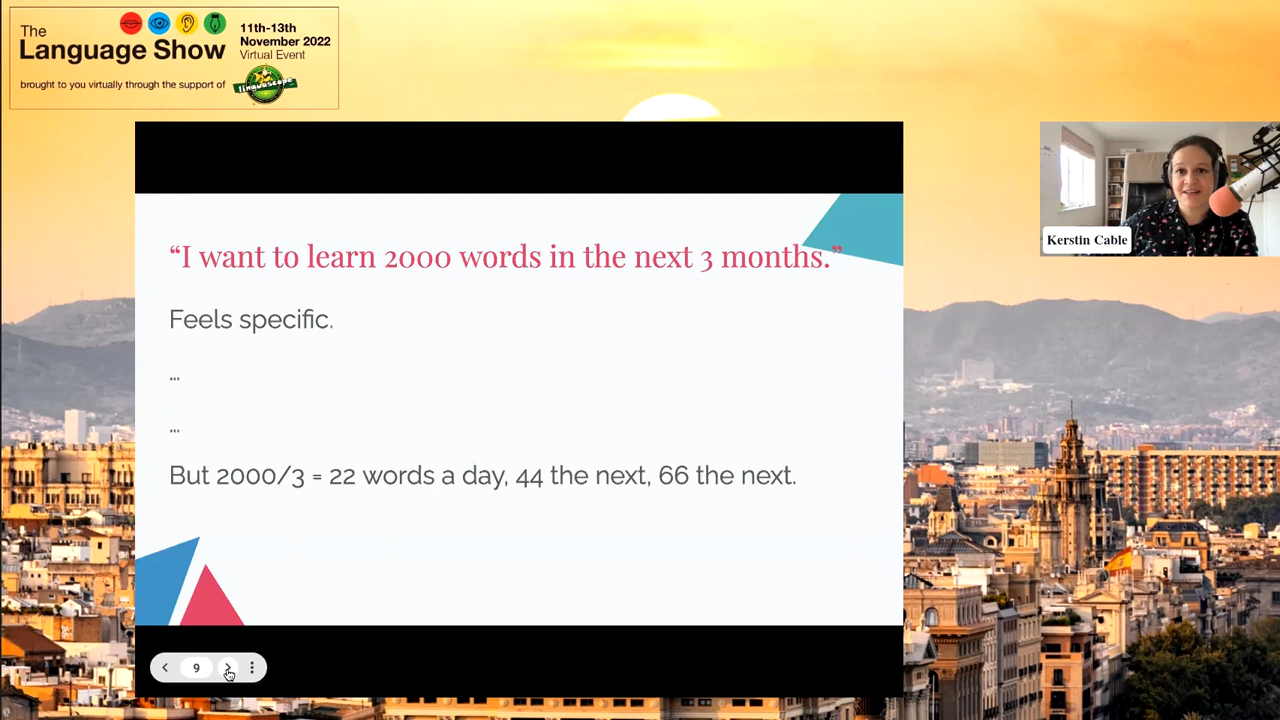 The
Language Show
11th-13th
November 2022
Virtual Event
brought to you virtually through the support of
linguascope
“I want to learn 2000 words in the next 3 months.”
Feels specific.
...
...
But 2000/3 = 22 words a day, 44 the next, 66 the next.
Kerstin Cable
9